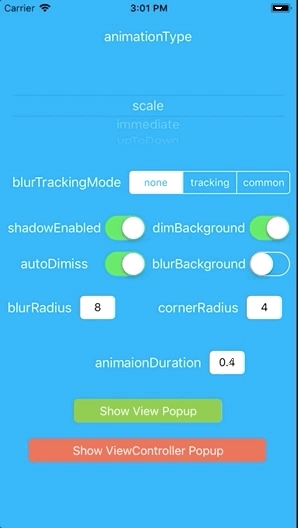 Carrier 3:01 PM
animationType
scale
immediate
upToDown
blurTrackingMode none tracking common
shadowEnabled dimBackground
autoDimiss blurBackground
blurRadius 8 cornerRadius 4
animaionDuration 0.4
Show View Popup
Show ViewController Popup